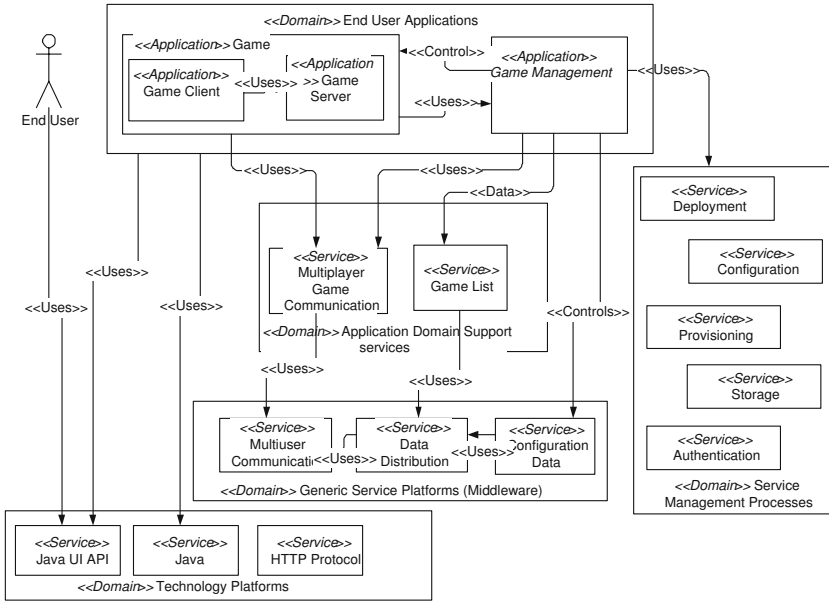 <<Domain>> End User Applications
<<Application>> Game
<<Application>>
Game Client
<<Uses>>
<<Application
>> Game
Server
<<Control>>
<<Uses>>
<<Application>>
Game Management
<<Uses>>
End User
<<Uses>>
<<Uses>>
<<Data>>
<<Service>>
Multiplayer
Game
Communication
<<Service>>
Game List
<<Domain>> Application Domain Support
services
<<Controls>>
<<Uses>>
<<Uses>>
<<Uses>>
<<Uses>>
<<Uses>>
<<Service>>
Deployment
<<Service>>
Configuration
<<Service>>
Provisioning
<<Service>>
Storage
<<Service>>
Authentication
<<Domain>> Service
Management Processes
<<Service>>
Multiuser
Communicatic
<<Uses>>
<<Service>>
Data
Distribution
<<Uses>>
<<Service>>
Configuration
Data
<<Domain>> Generic Service Platforms (Middleware)
<<Service>>
Java UI API
<<Service>>
Java
<<Service>>
HTTP Protocol
<<Domain>> Technology Platforms